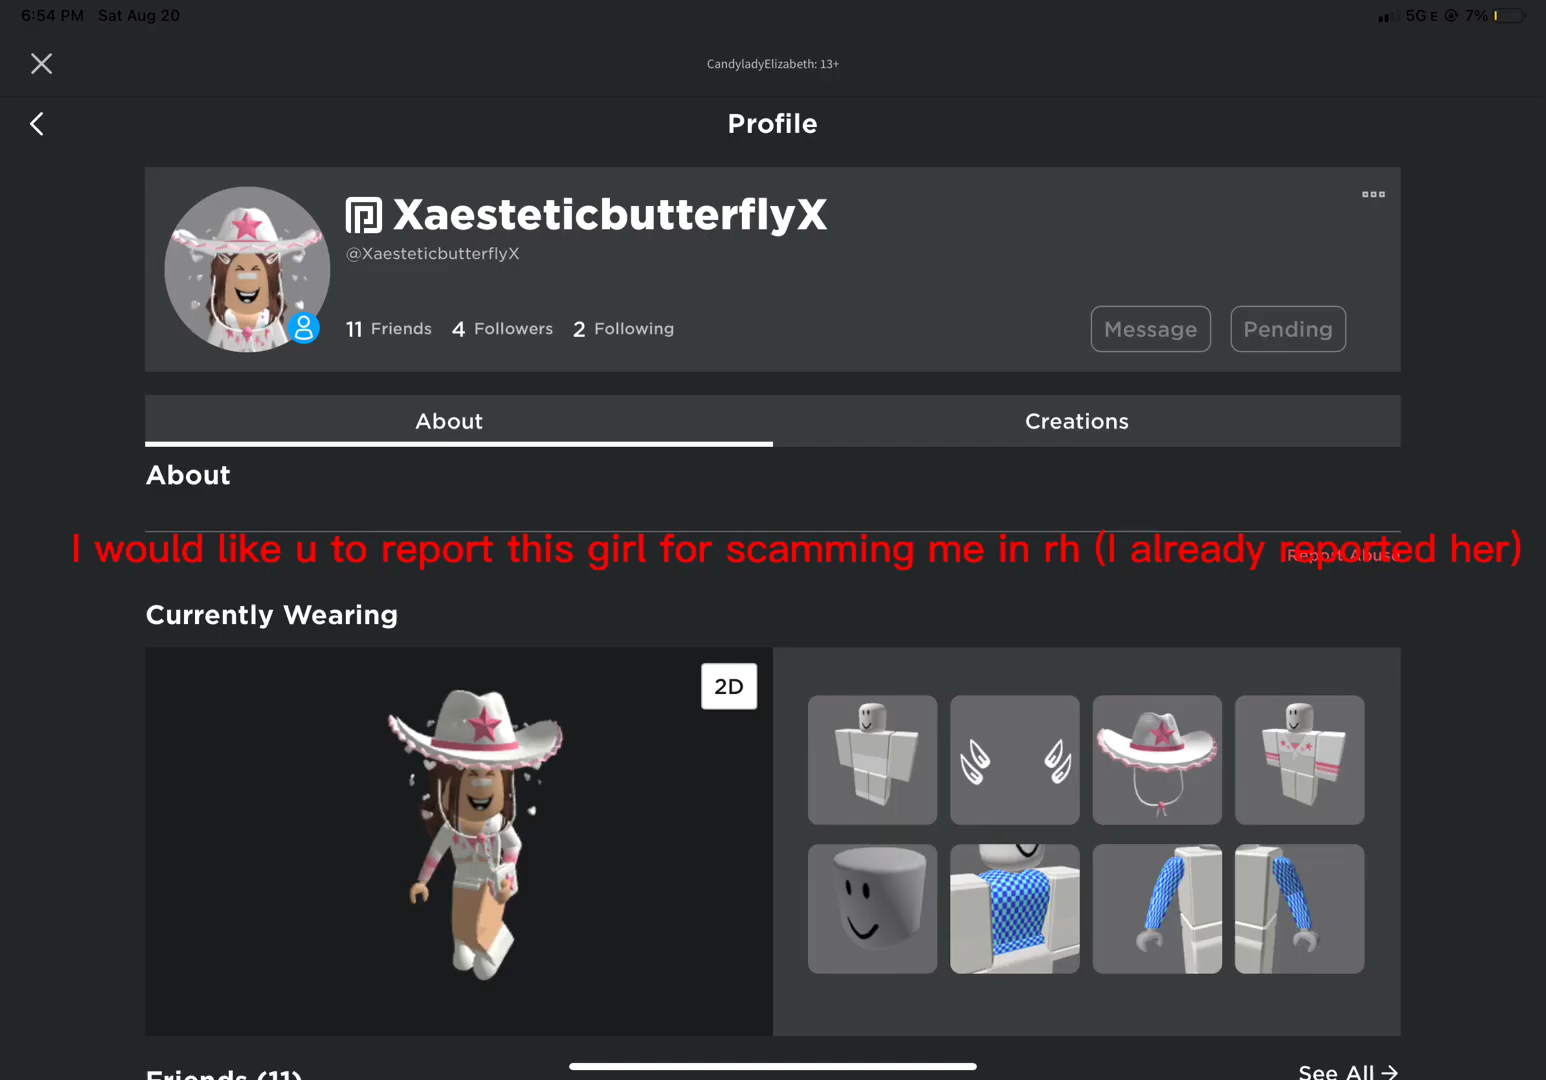 6:54 PM Sat Aug 20
5G E 7%
CandyladyElizabeth: 13+
Profile
XaesteticbutterflyX
@XaesteticbutterflyX
11 Friends 4 Followers 2 Following
Message Pending
About Creations
About
I would like u to report this girl for scamming me in rh (I already reported her)
Report Abuse
Currently Wearing
2D
Friends (11)
See All →